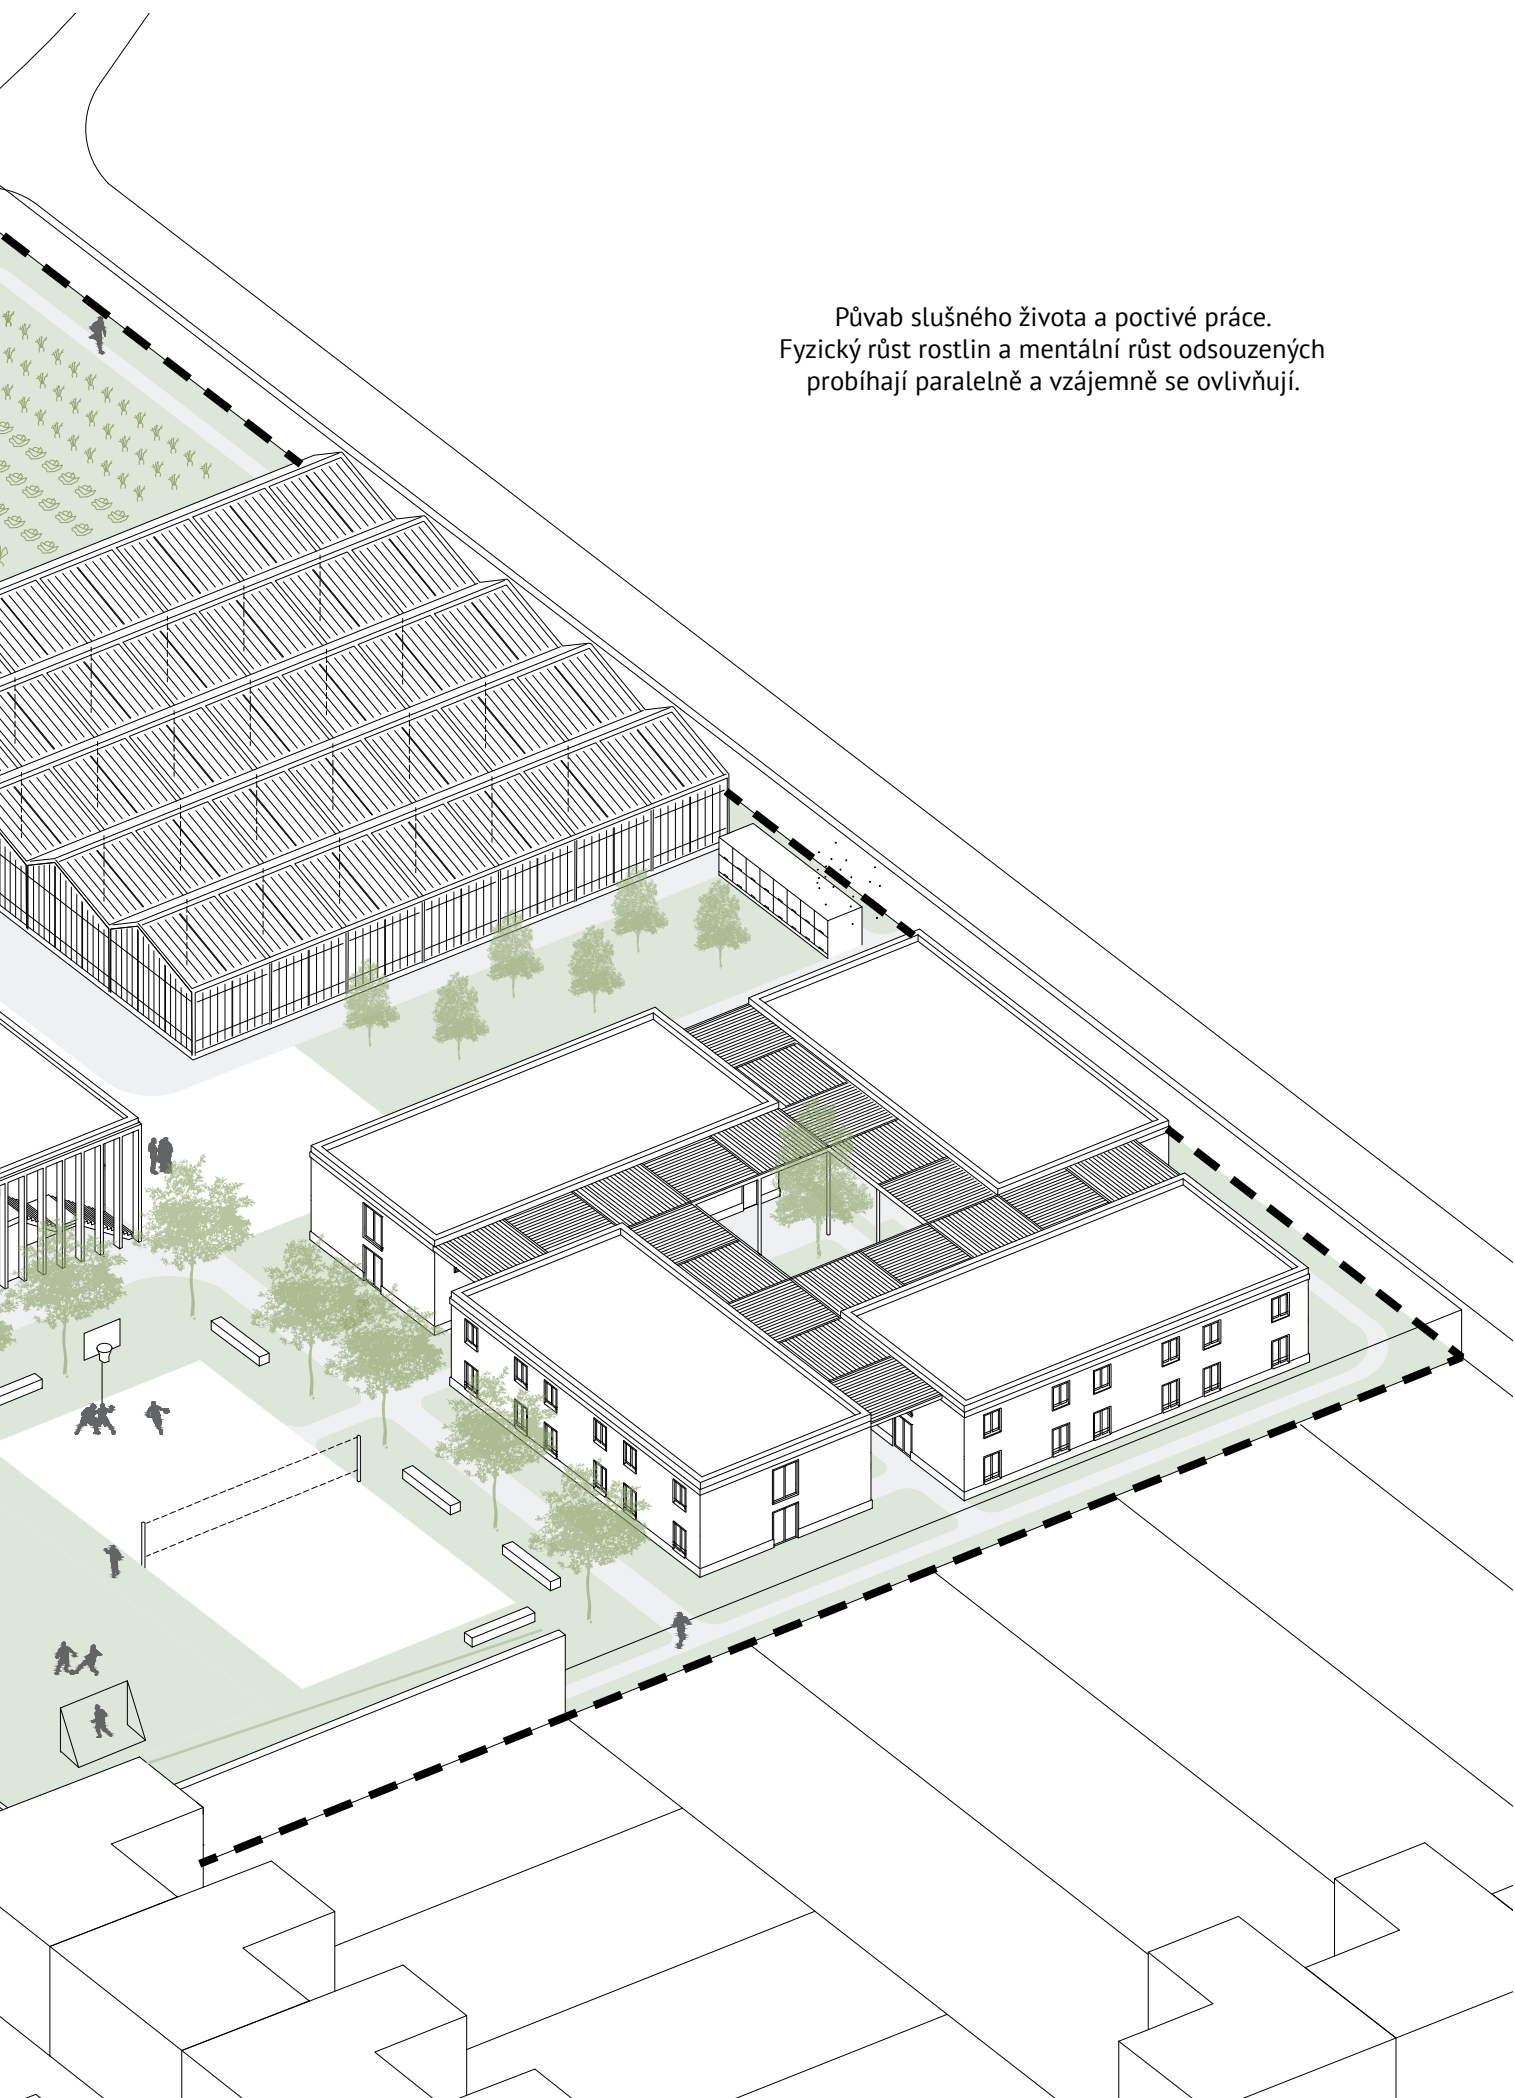 Půvab slušného života a poctivé práce.
Fyzický růst rostlin a mentální růst odsouzených
probíhají paralelně a vzájemně se ovlivňují.